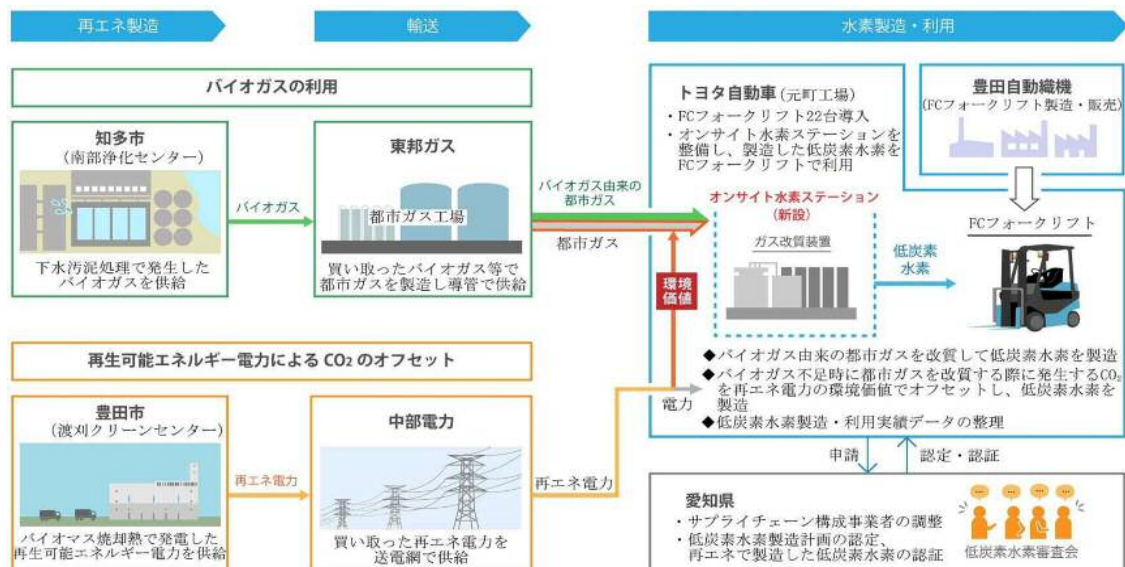 再エネ製造
輸送
水素製造・利用
バイオガスの利用
知多市
(南部浄化センター)
バイオガス
下水汚泥処理で発生した
バイオガスを供給
東邦ガス
都市ガス工場
買い取ったバイオガス等で
都市ガスを製造し導管で供給
バイオガス由来の
都市ガス
都市ガス
環境
価値
再生可能エネルギー電力によるCO₂のオフセット
豊田市
(渡刈クリーンセンター)
再エネ電力
バイオマス焼却熱で発電した
再生可能エネルギー電力を供給
中部電力
買い取った再エネ電力を
送電網で供給
再エネ電力
電力
トヨタ自動車(元町工場)
・FCフォークリフト22台導入
・オンサイト水素ステーションを
整備し、製造した低炭素水素を
FCフォークリフトで利用
オンサイト水素ステーション
(新設)
ガス改質装置
低炭素
水素
豊田自動織機
(FCフォークリフト製造・販売)
FCフォークリフト
◆バイオガス由来の都市ガスを改質して低炭素水素を製造
◆バイオガス不足時に都市ガスを改質する際に発生するCO₂
を再エネ電力の環境価値でオフセットし、低炭素水素を
製造
◆低炭素水素製造・利用実績データの整理
申請
認定・認証
愛知県
・サプライチェーン構成事業者の調整
・低炭素水素製造計画の認定、
再エネで製造した低炭素水素の認証
低炭素水素審査会